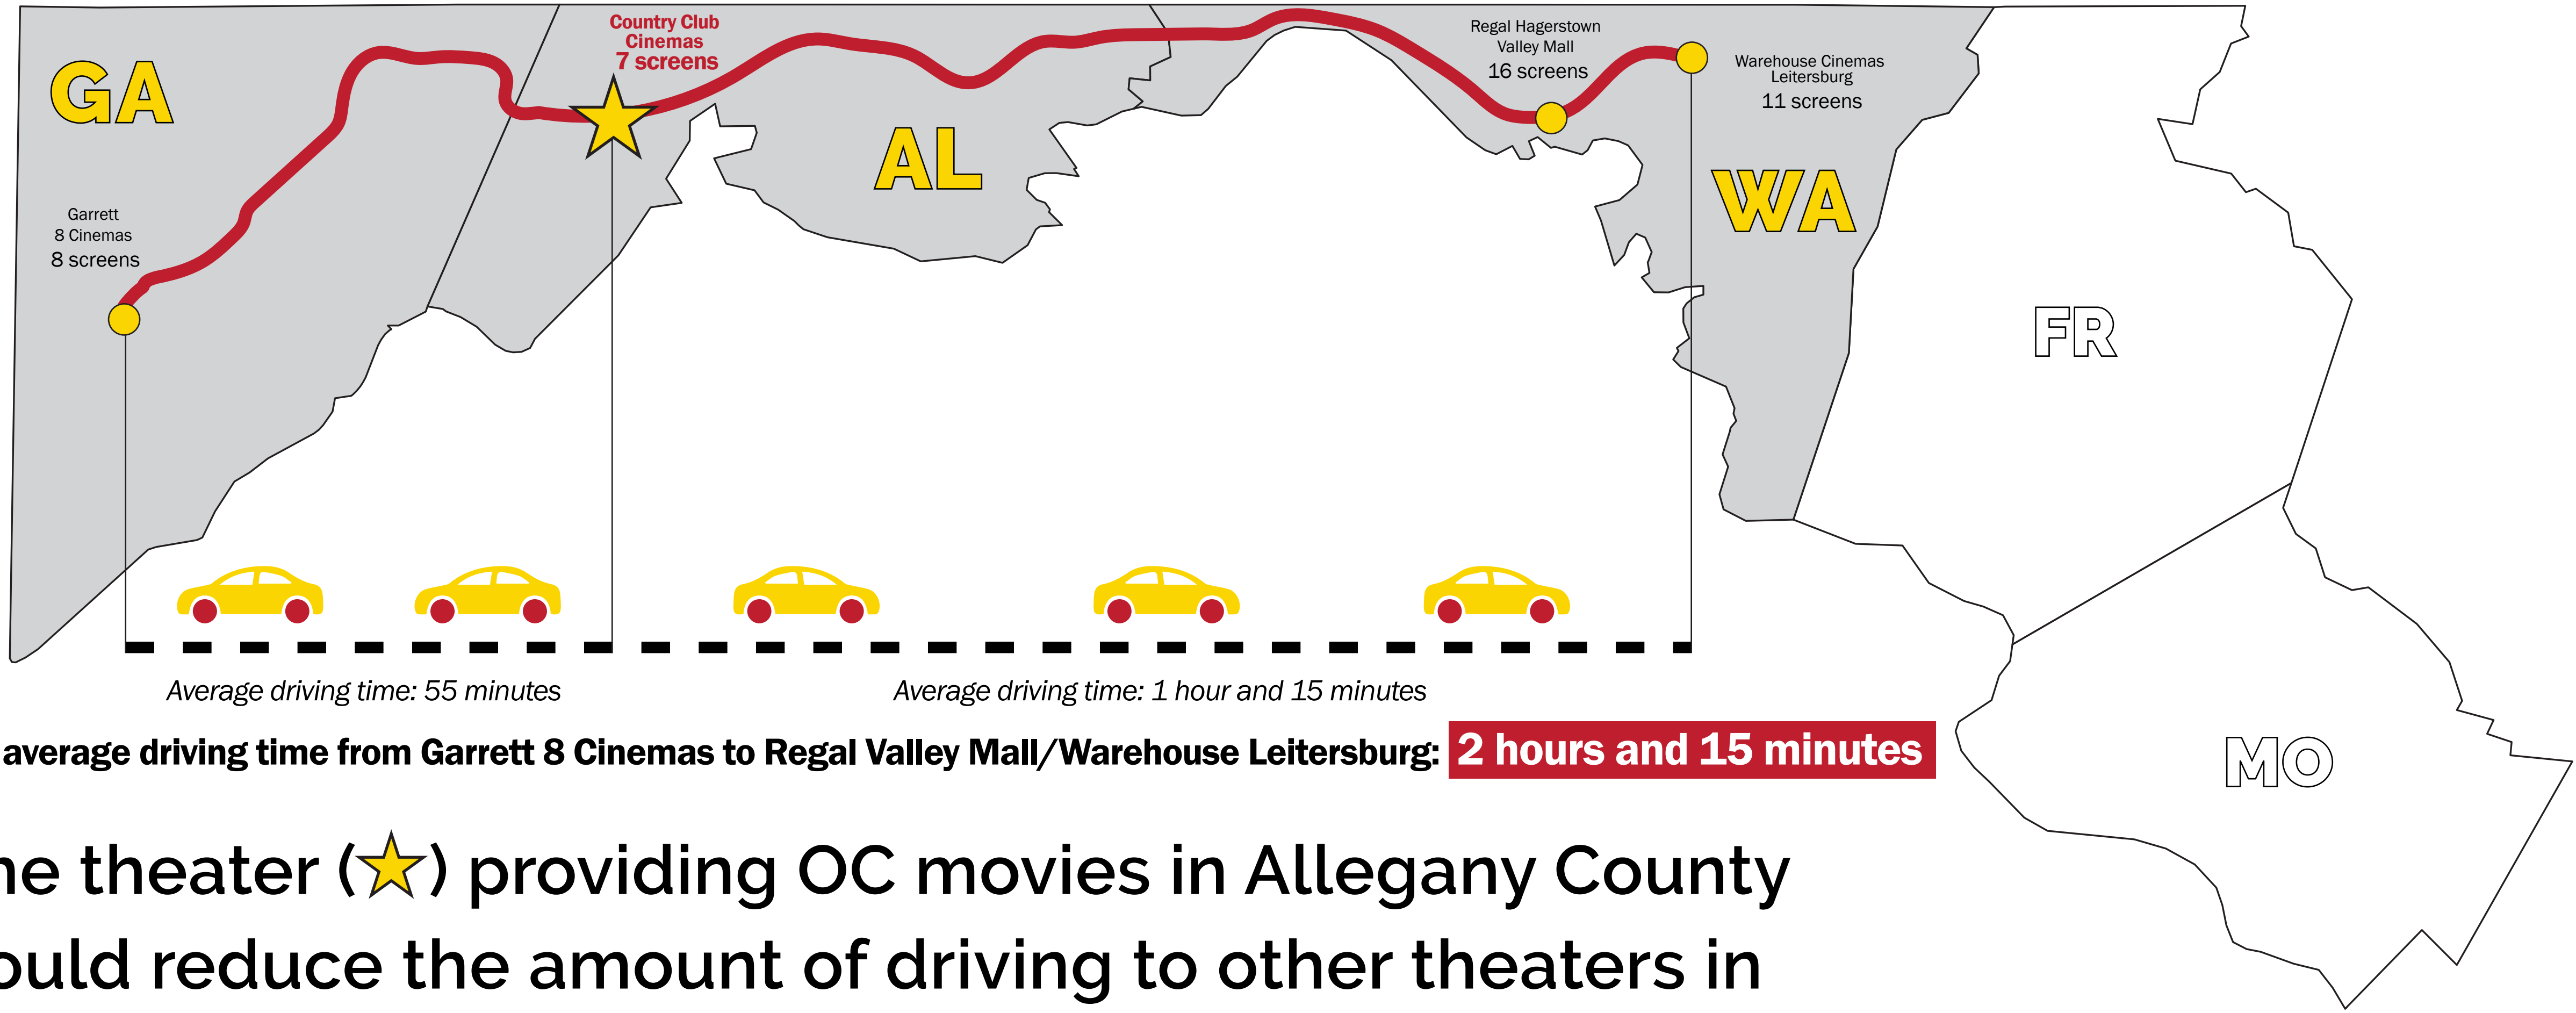 GA
Country Club
Cinemas
7 screens
Regal Hagerstown
Valley Mall
16 screens
Warehouse Cinemas
Leitersburg
11 screens
AL
WA
Garrett
8 Cinemas
8 screens
FR
Average driving time: 55 minutes
Average driving time: 1 hour and 15 minutes
average driving time from Garrett 8 Cinemas to Regal Valley Mall/Warehouse Leitersburg: 2 hours and 15 minutes
MO
theater (★) providing OC movies in Allegany County
reduce the amount of driving to other theaters in